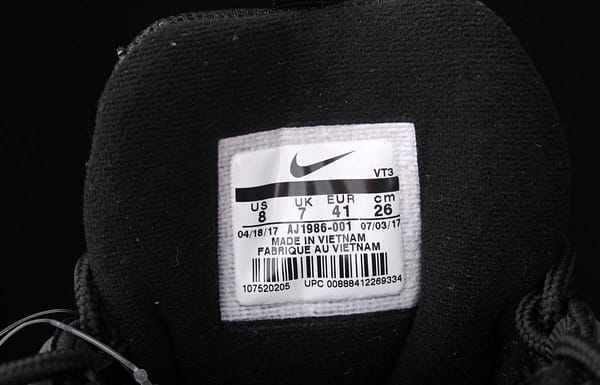 VT3
US UK EUR cm
8 7 41 26
04/18/17 AJ1986-001 07/03/17
MADE IN VIETNAM
FABRIQUE AU VIETNAM
107520205 UPC 00888412269334